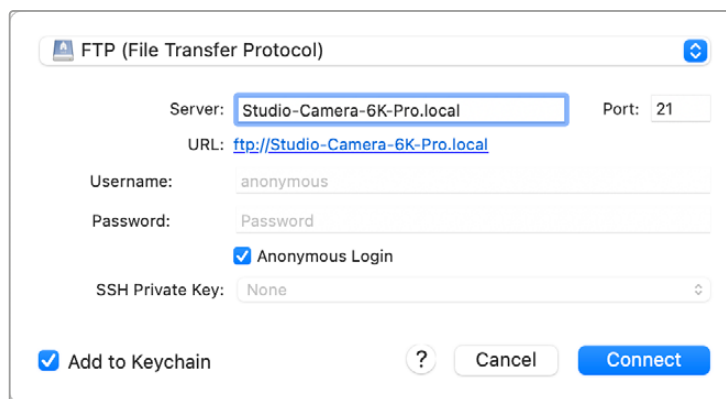 FTP (File Transfer Protocol)
Server: Studio-Camera-6K-Pro.local Port: 21
URL: ftp://Studio-Camera-6K-Pro.local
Username: anonymous
Password: Password
Anonymous Login
SSH Private Key: None
Add to Keychain ? Cancel Connect